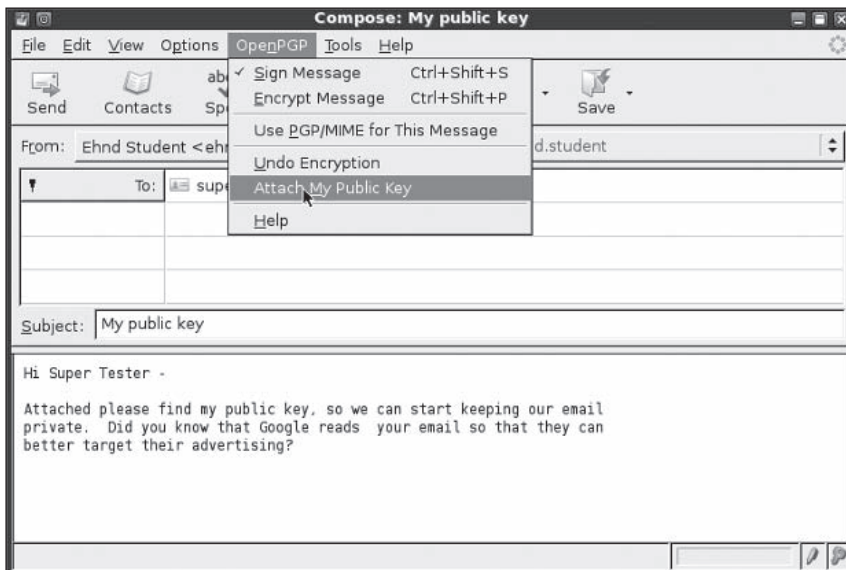 Compose: My public key
File Edit View Options OpenPGP Tools Help
Send Contacts Save
✓ Sign Message Ctrl+Shift+S
Encrypt Message Ctrl+Shift+P
Use PGP/MIME for This Message
Undo Encryption
Attach My Public Key
Help
From: Ehnd Student <ehn d.student
To: supe
Subject: My public key
Hi Super Tester -
Attached please find my public key, so we can start keeping our email
private. Did you know that Google reads your email so that they can
better target their advertising?